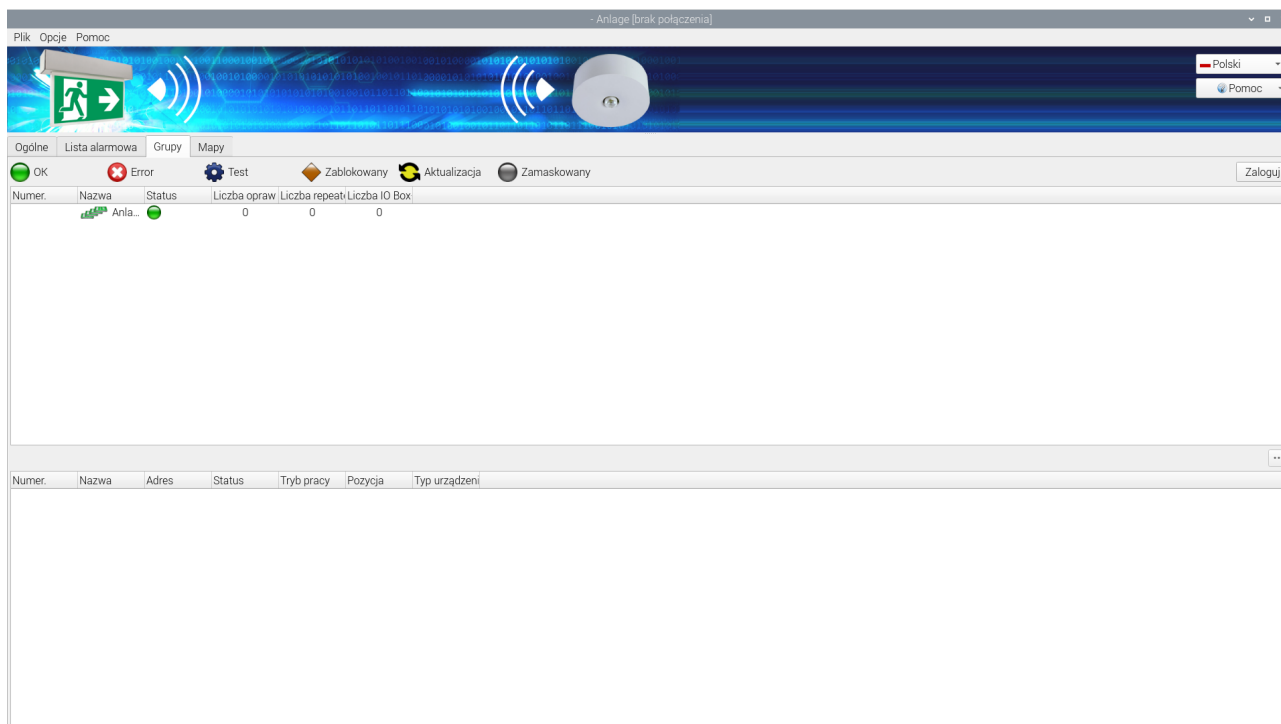 - Anlage [brak połączenia]
Plik Opcje Pomoc
Polski
Pomoc
Ogólne Lista alarmowa Grupy Mapy
OK Error Test Zablokowany Aktualizacja Zamaskowany Zaloguj
Numer. Nazwa Status Liczba opraw Liczba repeat Liczba IO Box
Anla... 0 0 0
Numer. Nazwa Adres Status Tryb pracy Pozycja Typ urządzeni